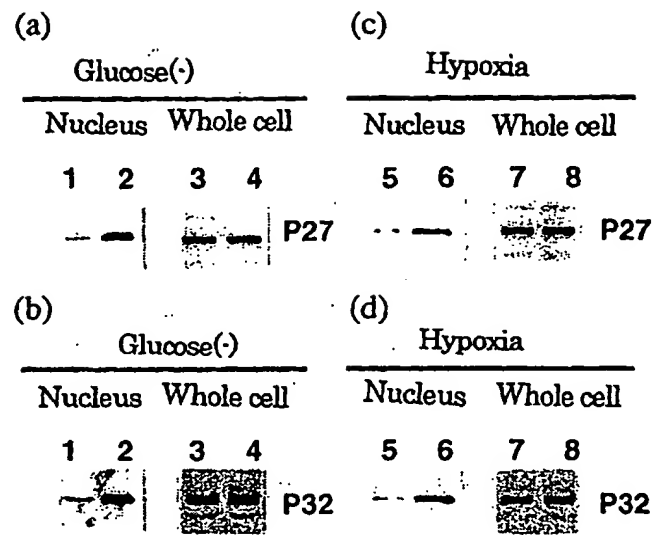 (a)
Glucose(-)
Nucleus Whole cell
1 2 3 4
P27
(c)
Hypoxia
Nucleus Whole cell
5 6 7 8
P27
(b)
Glucose(-)
Nucleus Whole cell
1 2 3 4
P32
(d)
Hypoxia
Nucleus Whole cell
5 6 7 8
P32